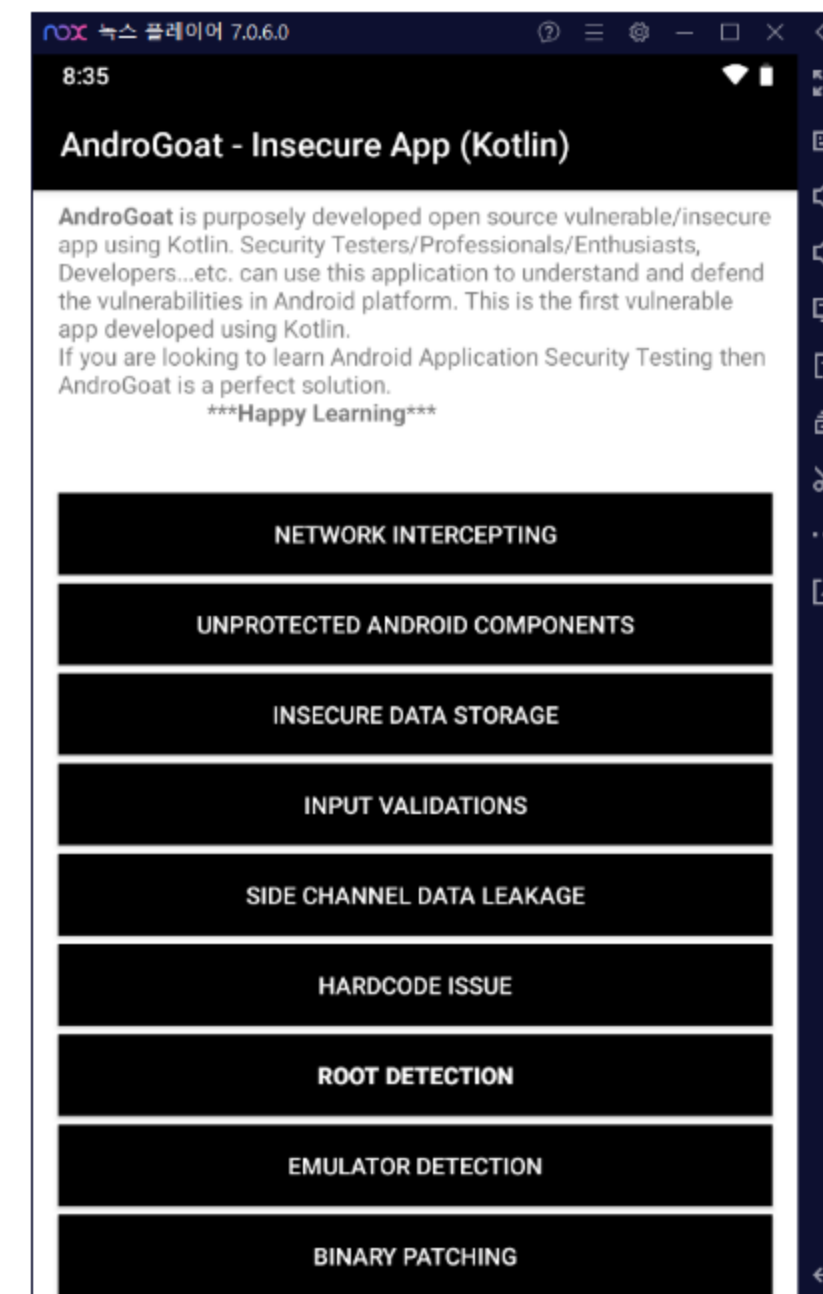 nox 녹스 플레이어 7.0.6.0
8:35
AndroGoat - Insecure App (Kotlin)
AndroGoat is purposely developed open source vulnerable/insecure
app using Kotlin. Security Testers/Professionals/Enthusiasts,
Developers...etc. can use this application to understand and defend
the vulnerabilities in Android platform. This is the first vulnerable
app developed using Kotlin.
If you are looking to learn Android Application Security Testing then
AndroGoat is a perfect solution.
***Happy Learning***
NETWORK INTERCEPTING
UNPROTECTED ANDROID COMPONENTS
INSECURE DATA STORAGE
INPUT VALIDATIONS
SIDE CHANNEL DATA LEAKAGE
HARDCODE ISSUE
ROOT DETECTION
EMULATOR DETECTION
BINARY PATCHING